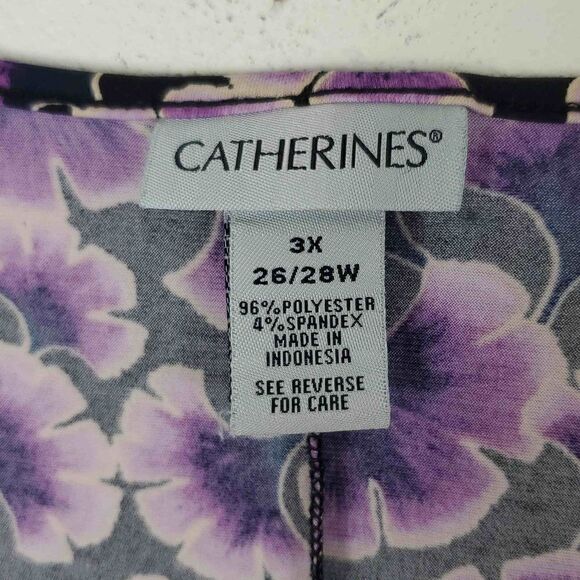 CATHERINES®
3X
26/28W
96%POLYESTER
4%SPANDEX
MADE IN
INDONESIA
SEE REVERSE
FOR CARE